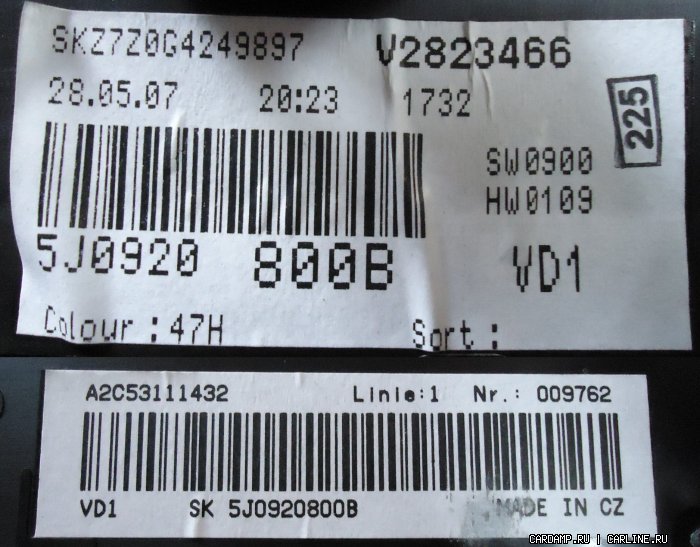 SKZ7Z0G4249897 V2823466
28.05.07 20:23 1732
225
SW0900
HW0109
5J0920 800B VD1
Colour : 47H Sort :
A2C53111432 Linie:1 Nr.: 009762
VD1 SK 5J0920800B MADE IN CZ
CARDAMP.RU | CARLINE.RU